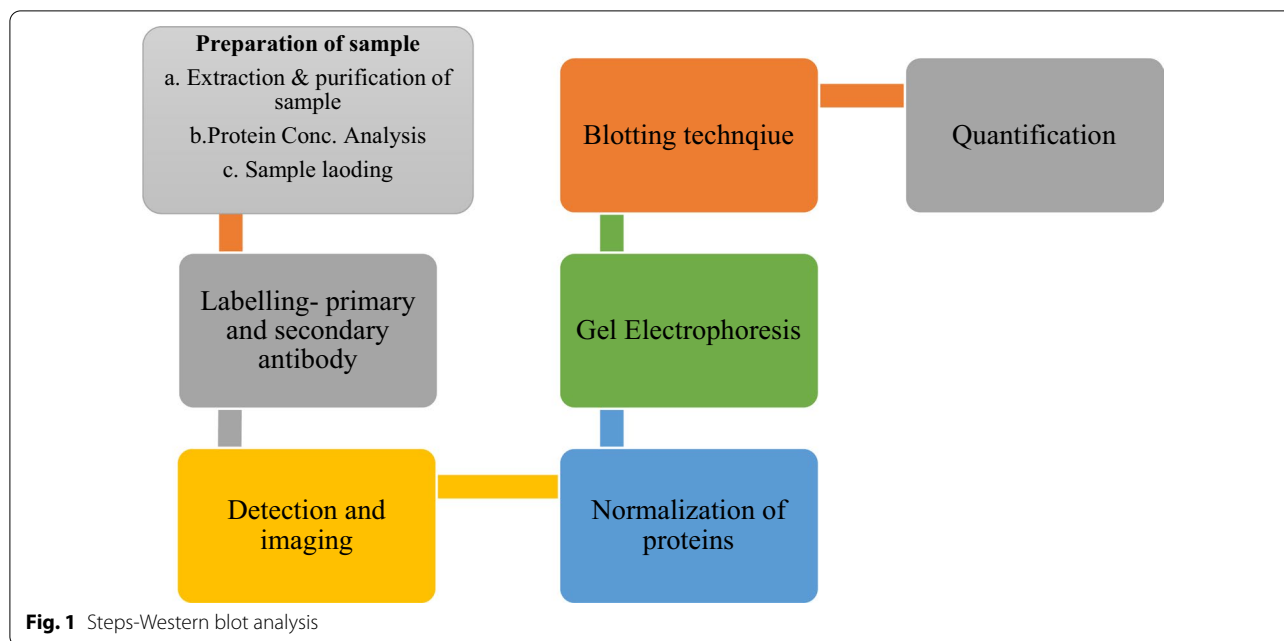 Preparation of sample
a. Extraction & purification of
sample
b.Protein Conc. Analysis
c. Sample laoding
Labelling- primary
and secondary
antibody
Detection and
imaging
Normalization of
proteins
Gel Electrophoresis
Blotting technqiue
Quantification
Fig. 1 Steps-Western blot analysis